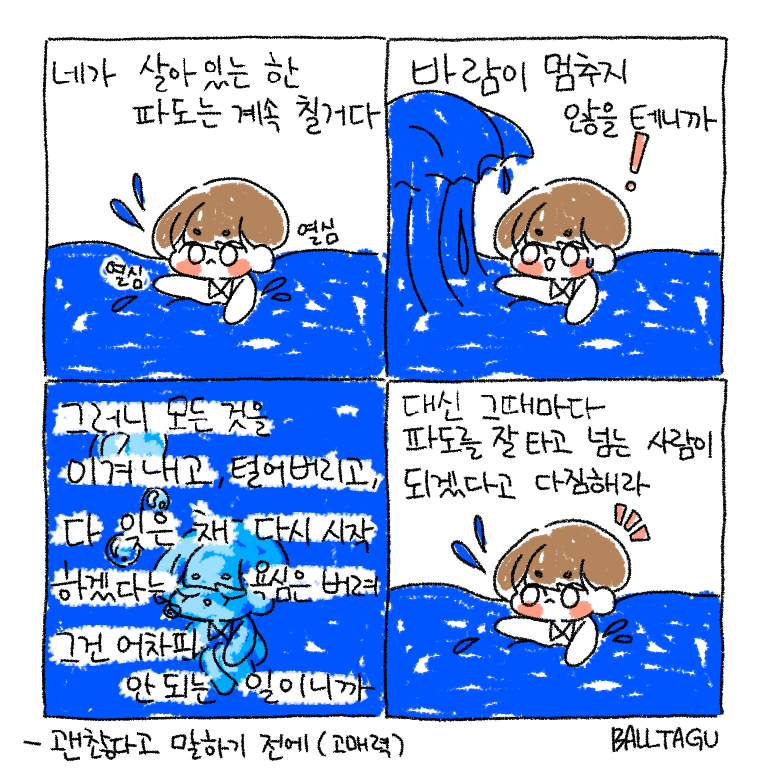 네가 살아있는 한
파도는 계속 칠거다
열심
열심
바람이 멈추지
않을 테니까
!
그러니 모든 것을
이겨 내고, 털어버리고,
다 잊은 채 다시 시작
하겠다는 욕심은 버려
그건 어차피
안 되는 일이니까
대신 그때마다
파도를 잘 타고 넘는 사람이
되겠다고 다짐해라
- 괜찮다고 말하기 전에 (고매력)
BALLTAGU